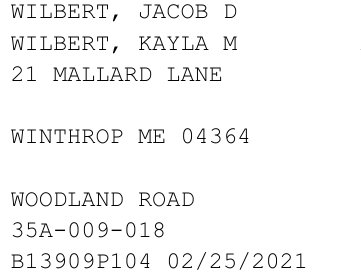 WILBERT, JACOB D
WILBERT, KAYLA M
21 MALLARD LANE
WINTHROP ME 04364
WOODLAND ROAD
35A-009-018
B13909P104 02/25/2021